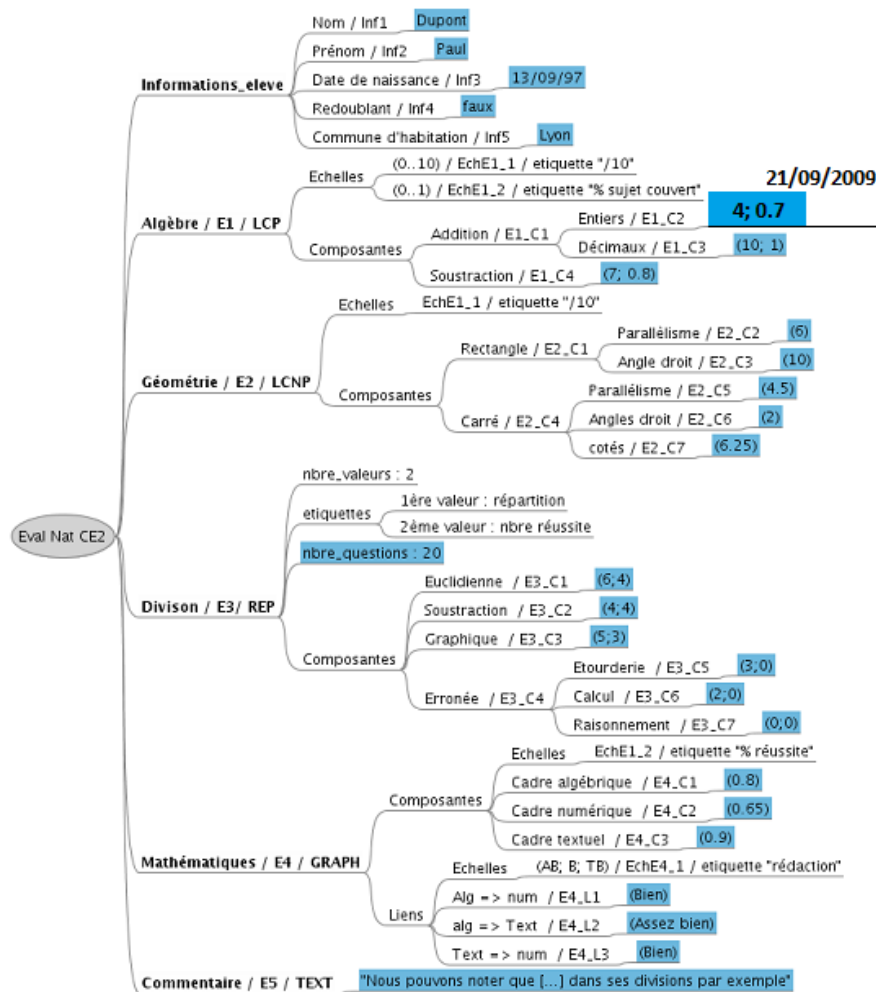 Eval Nat CE2
Informations_eleve
Nom / Inf1 Dupont
Prénom / Inf2 Paul
Date de naissance / Inf3 13/09/97
Redoublant / Inf4 faux
Commune d'habitation / Inf5 Lyon
Algèbre / E1 / LCP
Echelles
(0..10) / EchE1_1 / etiquette "/10"
(0..1) / EchE1_2 / etiquette "% sujet couvert"
Composantes
Addition / E1_C1
21/09/2009
Entiers / E1_C2 4; 0.7
Décimaux / E1_C3 (10; 1)
Soustraction / E1_C4 (7; 0.8)
Géométrie / E2 / LCNP
Echelles EchE1_1 / etiquette "/10"
Composantes
Rectangle / E2_C1
Parallélisme / E2_C2 (6)
Angle droit / E2_C3 (10)
Carré / E2_C4
Parallélisme / E2_C5 (4.5)
Angles droit / E2_C6 (2)
cotés / E2_C7 (6.25)
Divison / E3/ REP
nbre_valeurs : 2
etiquettes
1ère valeur : répartition
2ème valeur : nbre réussite
nbre_questions : 20
Composantes
Euclidienne / E3_C1 (6;4)
Soustraction / E3_C2 (4;4)
Graphique / E3_C3 (5;3)
Erronée / E3_C4
Etourderie / E3_C5 (3;0)
Calcul / E3_C6 (2;0)
Raisonnement / E3_C7 (0;0)
Mathématiques / E4 / GRAPH
Composantes
Echelles EchE1_2 / etiquette "% réussite"
Cadre algébrique / E4_C1 (0.8)
Cadre numérique / E4_C2 (0.65)
Cadre textuel / E4_C3 (0.9)
Liens
Echelles (AB; B; TB) / EchE4_1 / etiquette "rédaction"
Alg => num / E4_L1 (Bien)
alg => Text / E4_L2 (Assez bien)
Text => num / E4_L3 (Bien)
Commentaire / E5 / TEXT "Nous pouvons noter que [...] dans ses divisions par exemple"